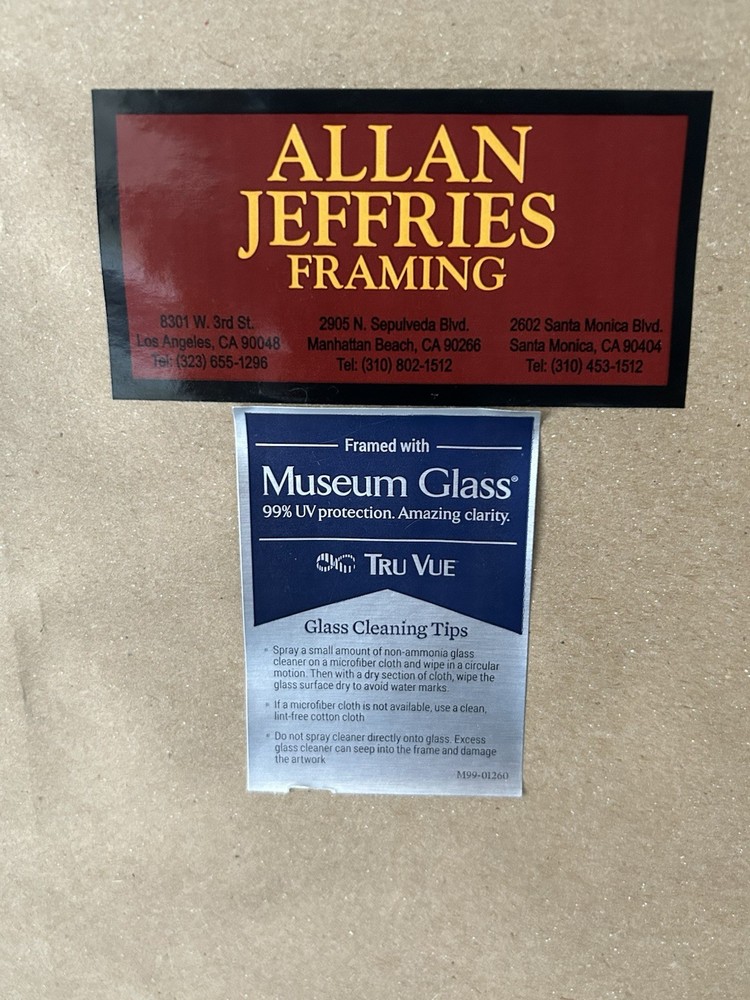 ALLAN
JEFFRIES
FRAMING
8301 W. 3rd St.
Los Angeles, CA 90048
Tel: (323) 655-1296
2905 N. Sepulveda Blvd.
Manhattan Beach, CA 90266
Tel: (310) 802-1512
2602 Santa Monica Blvd.
Santa Monica, CA 90404
Tel: (310) 453-1512
Framed with
Museum Glass®
99% UV protection. Amazing clarity.
TRU VUE
Glass Cleaning Tips
• Spray a small amount of non-ammonia glass
cleaner on a microfiber cloth and wipe in a circular
motion. Then with a dry section of cloth, wipe the
glass surface dry to avoid water marks.
• If a microfiber cloth is not available, use a clean,
lint-free cotton cloth
• Do not spray cleaner directly onto glass. Excess
glass cleaner can seep into the frame and damage
the artwork
M99-01260